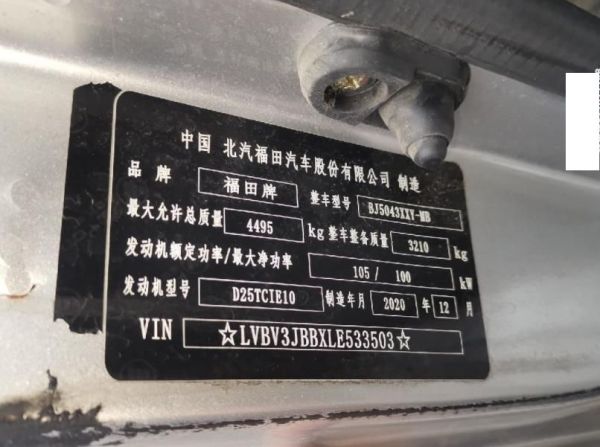 中国 北汽福田汽车股份有限公司 制造
品牌 福田牌 整车型号 BJ5043XXY-MB
最大允许总质量 4495 kg 整车整备质量 3210 kg
发动机额定功率/最大净功率 105/ 100 kW
发动机型号 D25TCIE10 制造年月 2020 年 12 月
VIN ☆LVBV3JBBXLE533503☆